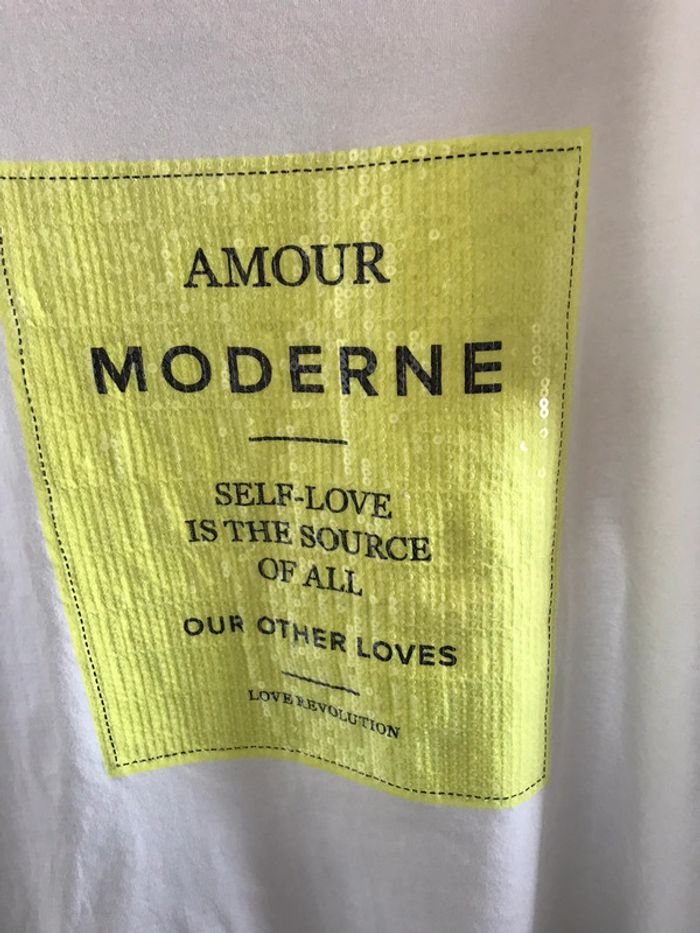 AMOUR
MODERNE
SELF-LOVE
IS THE SOURCE
OF ALL
OUR OTHER LOVES
LOVE REVOLUTION